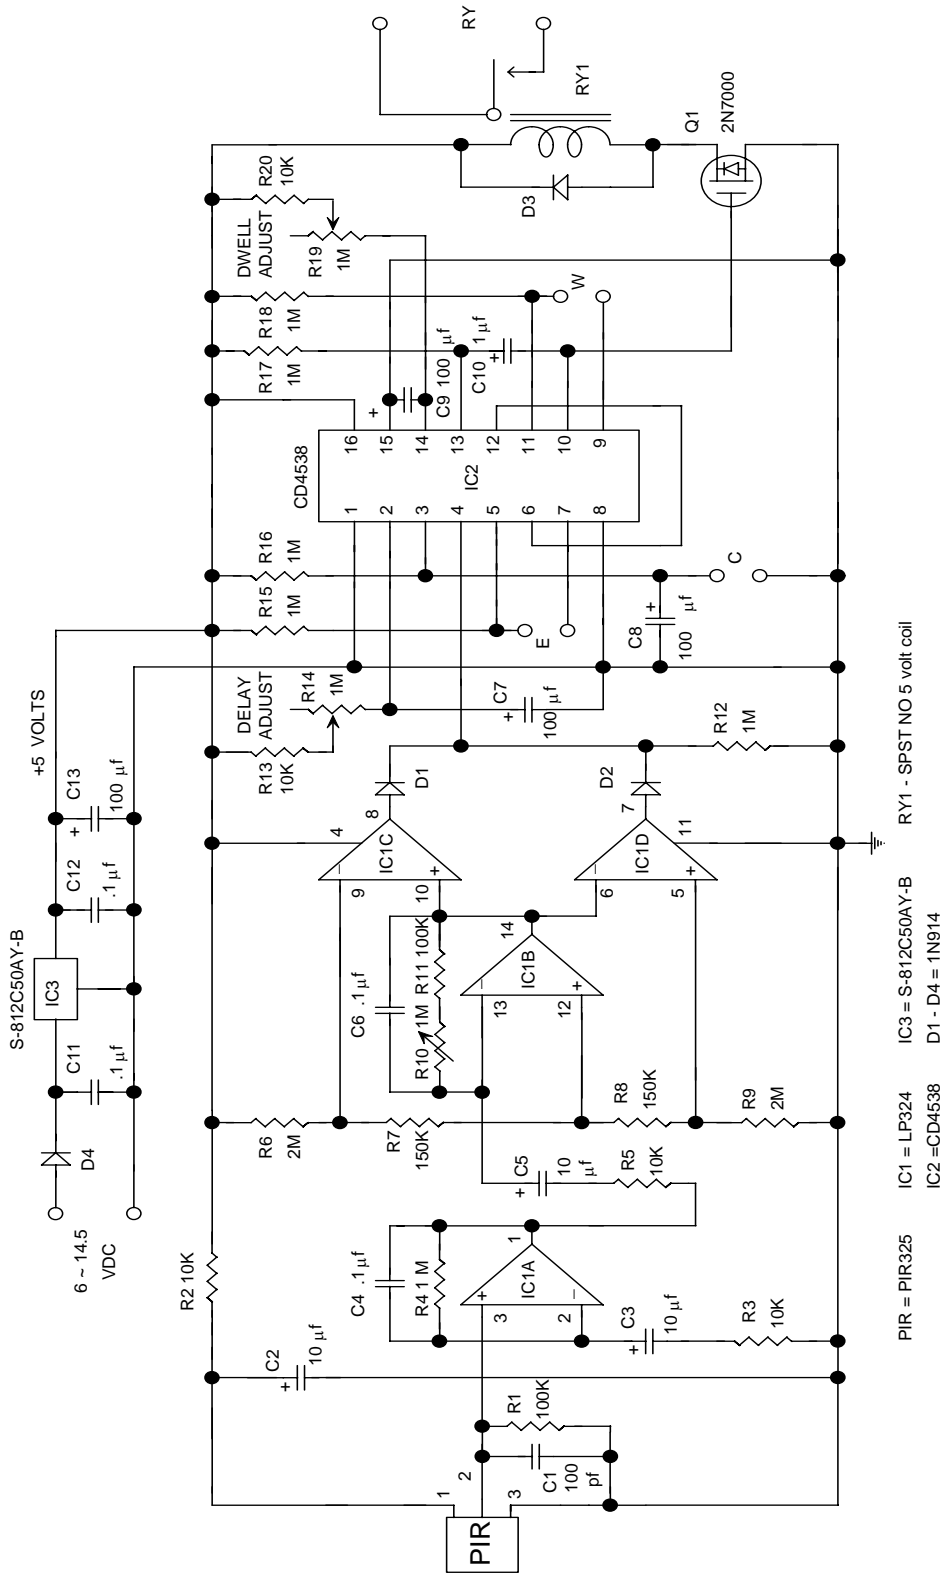 S-812C50AY-B
6 ~ 14.5
VDC
D4
C11
.1 µf
IC3
C12
.1 µf
C13
100 µf
+
+5 VOLTS
R2 10K
C2
+
10 µf
PIR
1
2
3
C1
100
pf
R1
100K
C4 .1 µf
R4 1 M
3
+
2
−
IC1A
1
C3
+
10 µf
R3
10K
C5
+
10
µf
R5
10K
R6
2M
R7
150K
R8
150K
R9
2M
C6 .1 µf
R10 1M
R11 100K
13
−
12
+
IC1B
14
9
−
10
+
IC1C
4
8
D1
6
−
5
+
IC1D
7
11
D2
R12
1M
DELAY
ADJUST
R13
10K
R14
1M
C7
+
100 µf
R15
1M
R16
1M
E
C8
+
100
µf
C
CD4538
IC2
1
2
3
4
5
6
7
8
16
15
14
13
12
11
10
9
+
C9 100 µf
C10 1 µf
+
R17
1M
R18
1M
W
DWELL
ADJUST
R19
1M
R20
10K
D3
RY1
RY
Q1
2N7000
PIR = PIR325
IC1 = LP324
IC2 =CD4538
IC3 = S-812C50AY-B
D1 - D4 = 1N914
RY1 - SPST NO 5 volt coil